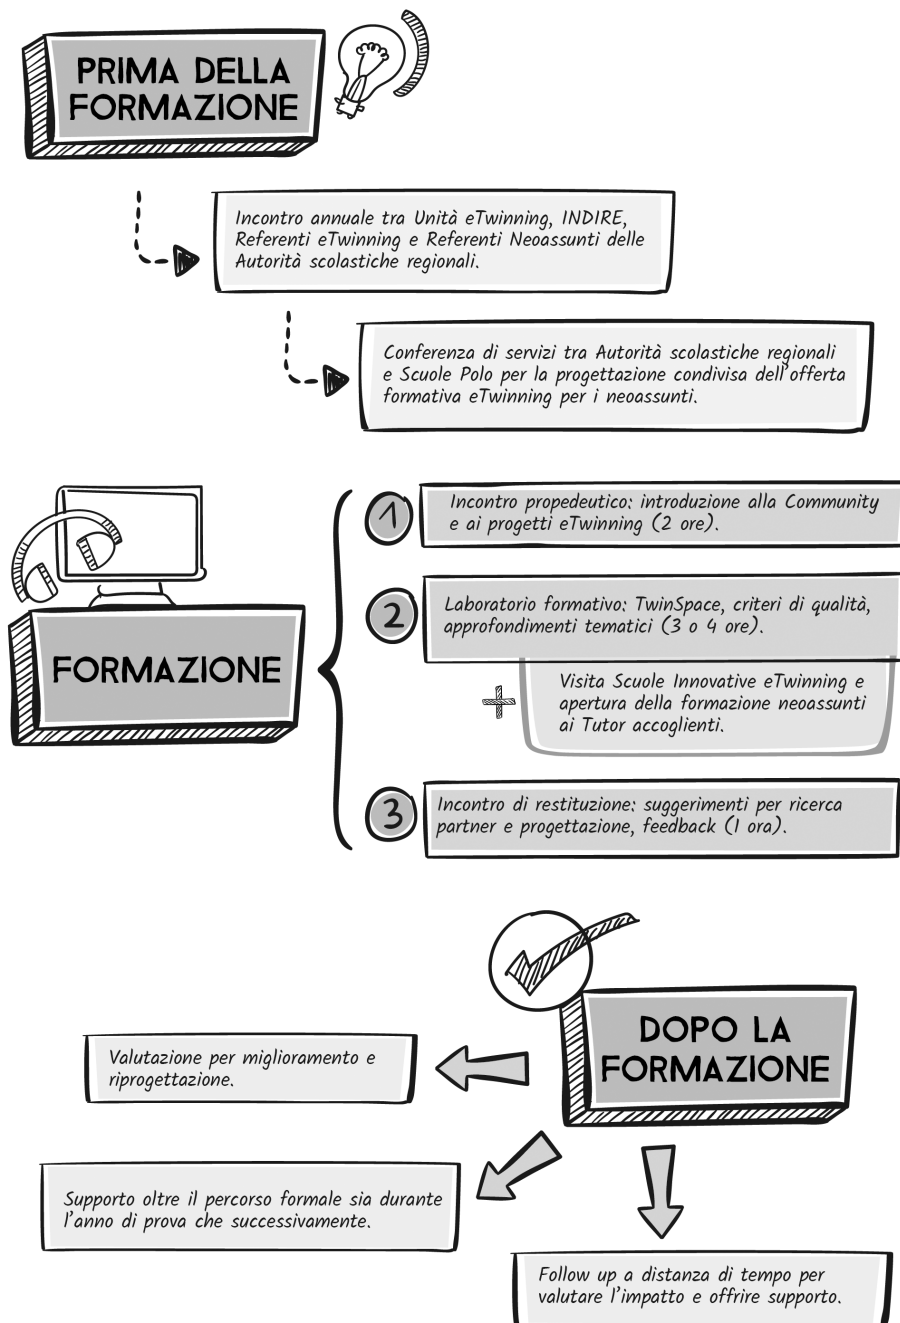 PRIMA DELLA
FORMAZIONE
Incontro annuale tra Unità eTwinning, INDIRE,
Referenti eTwinning e Referenti Neoassunti delle
Autorità scolastiche regionali.
Conferenza di servizi tra Autorità scolastiche regionali
e Scuole Polo per la progettazione condivisa dell'offerta
formativa eTwinning per i neoassunti.
FORMAZIONE
1
Incontro propedeutico: introduzione alla Community
e ai progetti eTwinning (2 ore).
2
Laboratorio formativo: TwinSpace, criteri di qualità,
approfondimenti tematici (3 o 4 ore).
+
Visita Scuole Innovative eTwinning e
apertura della formazione neoassunti
ai Tutor accoglienti.
3
Incontro di restituzione: suggerimenti per ricerca
partner e progettazione, feedback (1 ora).
DOPO LA
FORMAZIONE
Valutazione per miglioramento e
riprogettazione.
Supporto oltre il percorso formale sia durante
l'anno di prova che successivamente.
Follow up a distanza di tempo per
valutare l'impatto e offrire supporto.